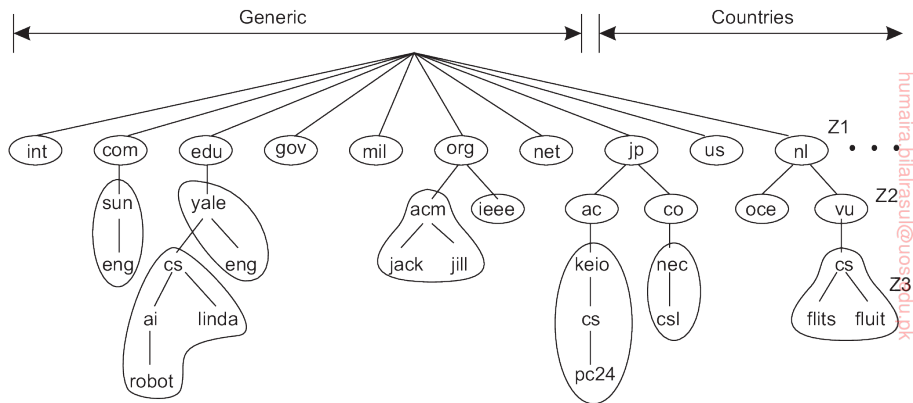 Generic Countries
int com edu gov mil org net jp us nl Z1 • • •
sun yale acm ieee ac co oce vu Z2
eng eng jack jill keio nec cs
cs
Z3
ai linda cs csl flits fluit
robot pc24
humaira.bilalrasul@uosedu.pk